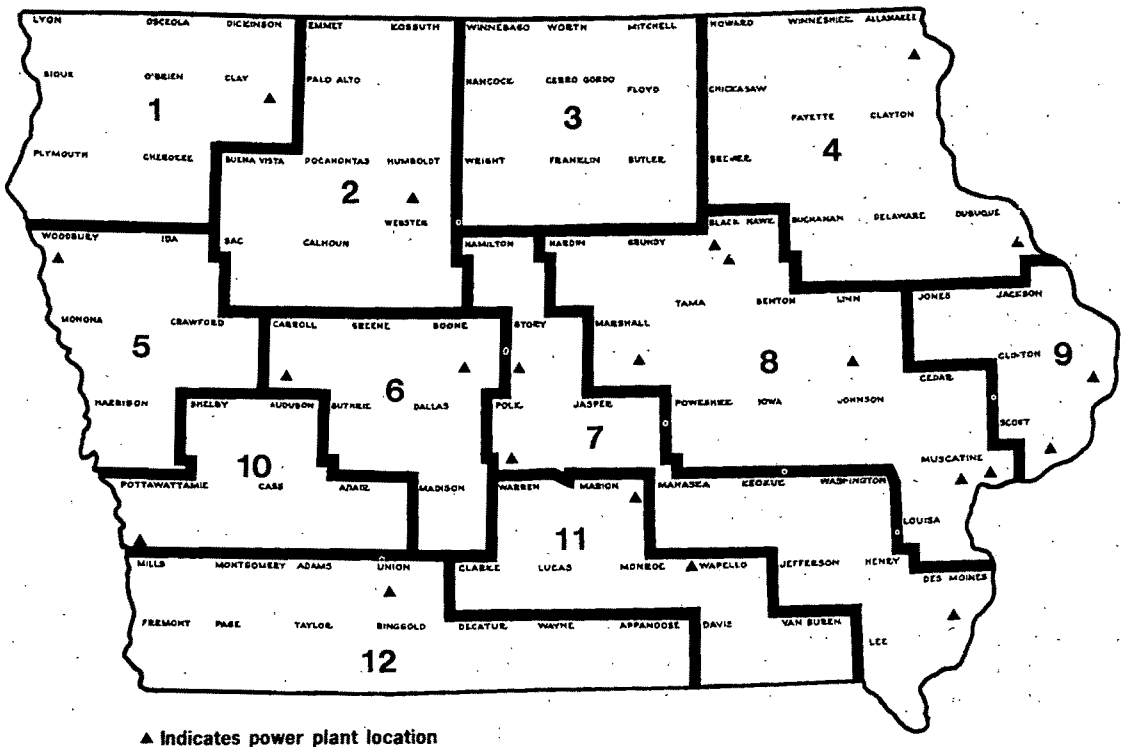 LYON OSCEOLA DICKINSON EMMET KOSSUTH WINNEBAGO WORTH MITCHELL HOWARD WINNESHIEK ALLAMAKEE
SIOUX O'BRIEN CLAY PALO ALTO HANCOCK CERRO GORDO FLOYD CHICKASAW
1 3 FAYETTE CLAYTON
4
PLYMOUTH CHEROKEE BUENA VISTA POCAHONTAS HUMBOLDT WRIGHT FRANKLIN BUTLER BREMER
2
WEBSTER BLACK HAWK BUCHANAN DELAWARE DUBUQUE
WOODBURY IDA SAC CALHOUN HAMILTON HARDIN GRUNDY
TAMA BENTON LINN JONES JACKSON
MONONA CRAWFORD CARROLL GREENE BOONE STORY MARSHALL
5 6 8 CLINTON 9
CEDAR
HARRISON SHELBY AUDUBON GUTHRIE DALLAS POLK JASPER POWESHIEK IOWA JOHNSON
7 SCOTT
10 MUSCATINE
POTTAWATTAMIE CASS ADAIR MADISON WARREN MARION MAHASKA KEOKUK WASHINGTON
LOUISA
11
MILLS MONTGOMERY ADAMS UNION CLARKE LUCAS MONROE WAPELLO JEFFERSON HENRY
DES MOINES
FREMONT PAGE TAYLOR RINGGOLD DECATUR WAYNE APPANOOSE DAVIS VAN BUREN
LEE
12
▲ Indicates power plant location